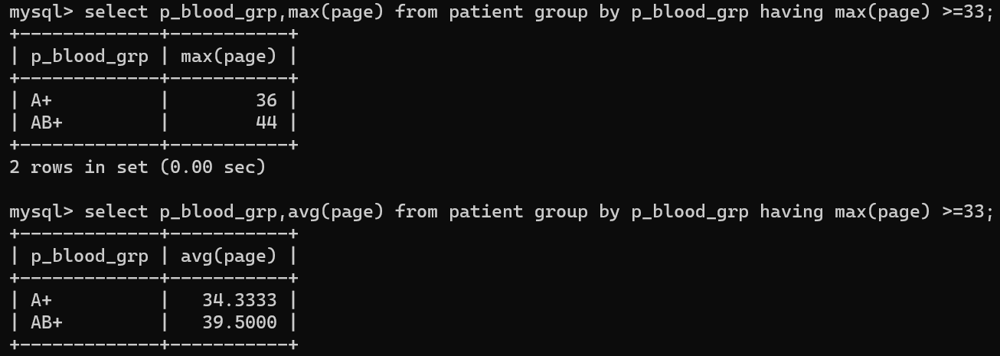 mysql> select p_blood_grp,max(page) from patient group by p_blood_grp having max(page) >=33;
+-------------+-----------+
| p_blood_grp | max(page) |
+-------------+-----------+
| A+          |        36 |
| AB+         |        44 |
+-------------+-----------+
2 rows in set (0.00 sec)

mysql> select p_blood_grp,avg(page) from patient group by p_blood_grp having max(page) >=33;
+-------------+-----------+
| p_blood_grp | avg(page) |
+-------------+-----------+
| A+          |   34.3333 |
| AB+         |   39.5000 |
+-------------+-----------+